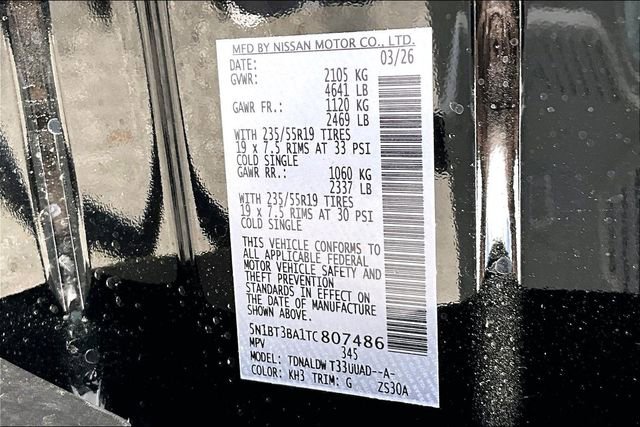 MFD BY NISSAN MOTOR CO., LTD.
DATE: 03/26
GVWR: 2105 KG
4641 LB
GAWR FR.: 1120 KG
2469 LB
WITH 235/55R19 TIRES
19 x 7.5 RIMS AT 33 PSI
COLD SINGLE
GAWR RR.: 1060 KG
2337 LB
WITH 235/55R19 TIRES
19 x 7.5 RIMS AT 30 PSI
COLD SINGLE
THIS VEHICLE CONFORMS TO
ALL APPLICABLE FEDERAL
MOTOR VEHICLE SAFETY AND
THEFT PREVENTION
STANDARDS IN EFFECT ON
THE DATE OF MANUFACTURE
SHOWN ABOVE.
5N1BT3BA1TC807486
MPV 345
MODEL: TDNALDW T33UUAD--A-
COLOR: KH3 TRIM: G ZS30A